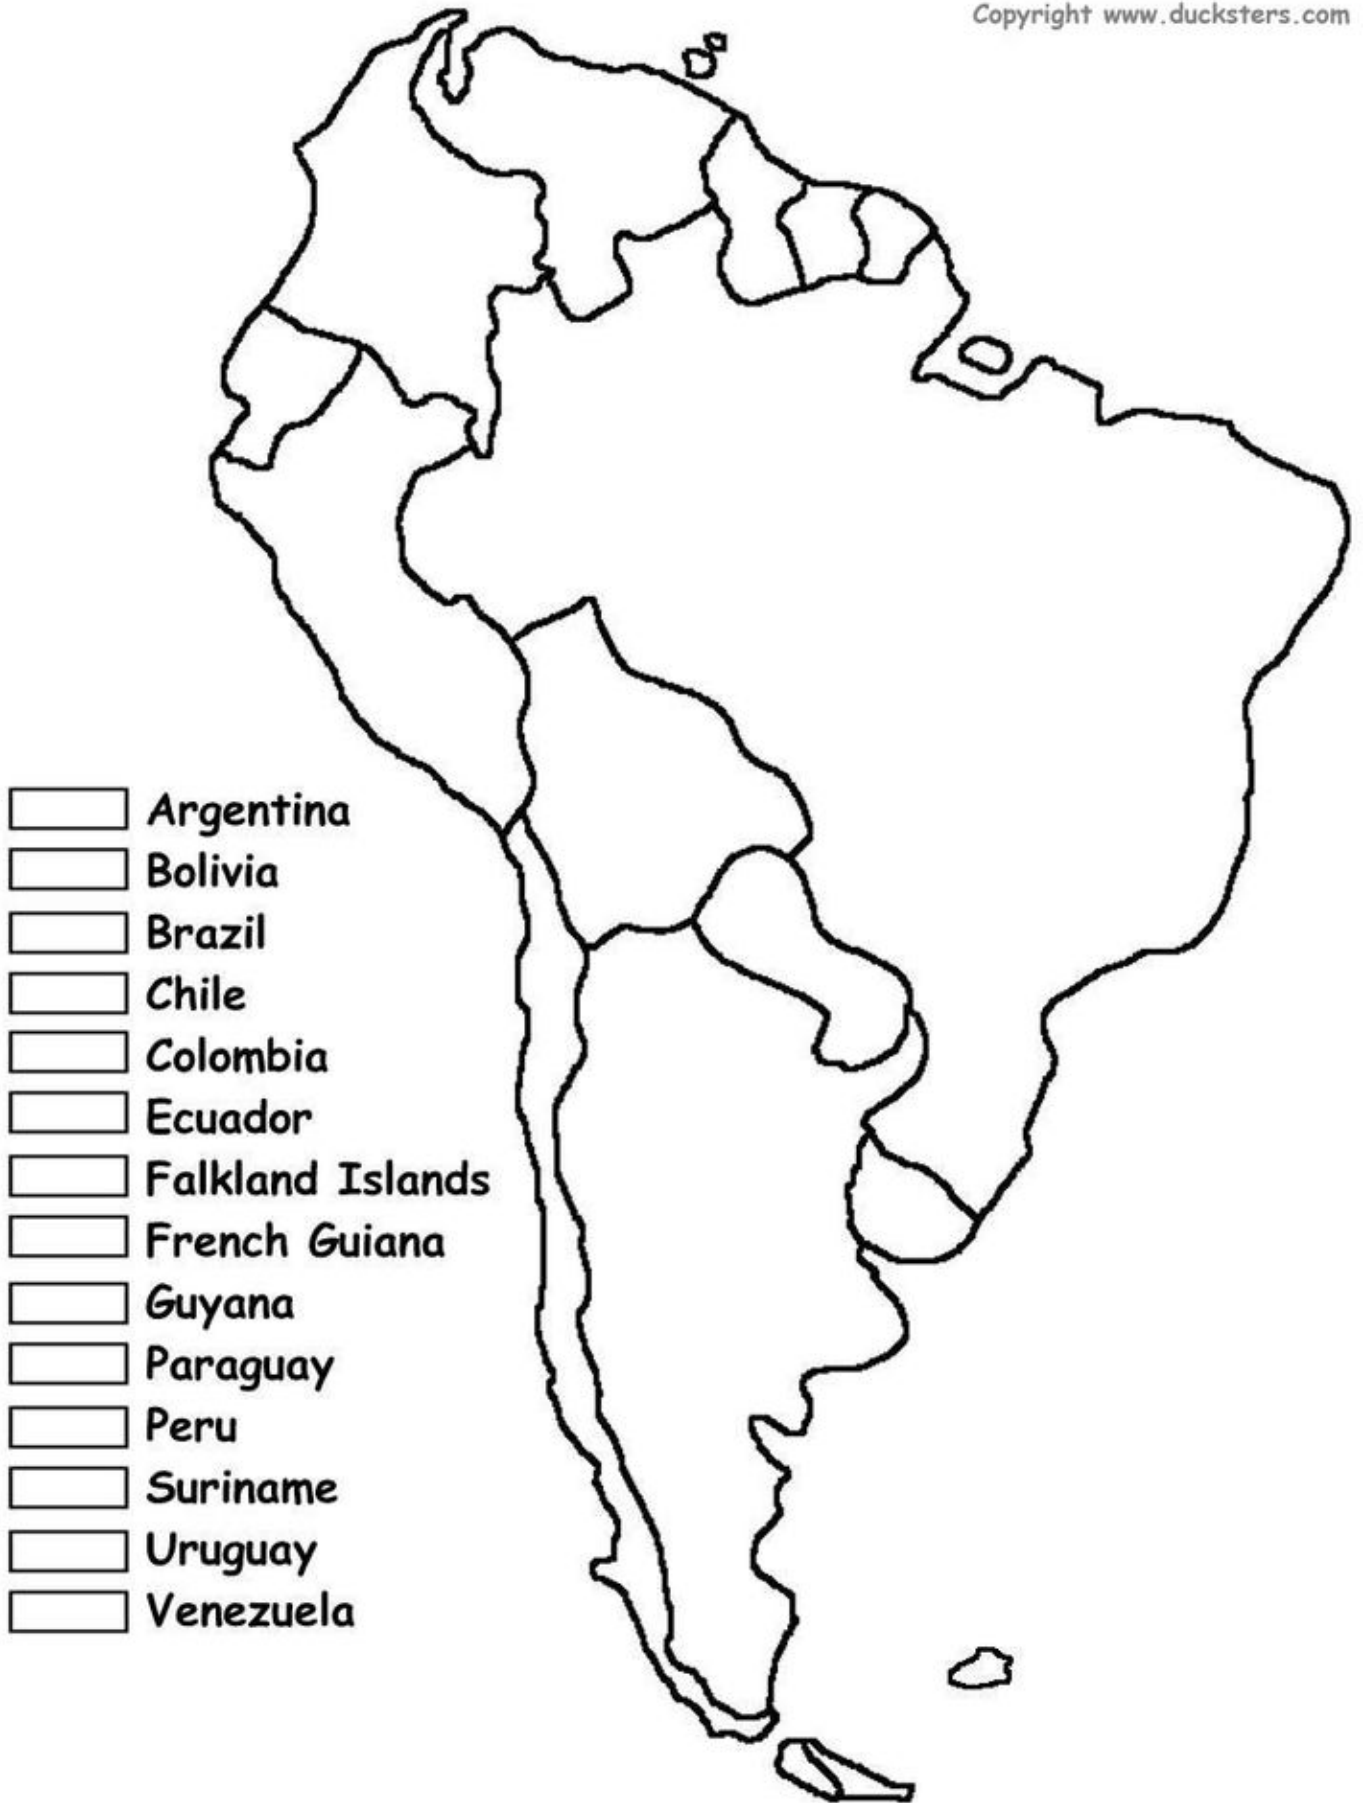 Copyright www.ducksters.com
Argentina
Bolivia
Brazil
Chile
Colombia
Ecuador
Falkland Islands
French Guiana
Guyana
Paraguay
Peru
Suriname
Uruguay
Venezuela